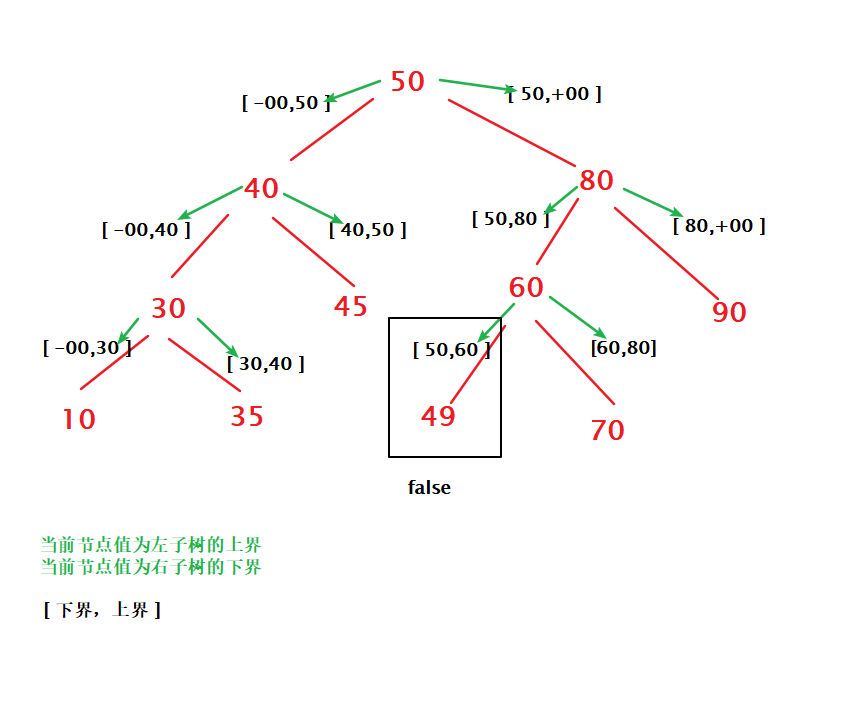 50
[ -00,50 ]
[ 50,+00 ]
40
80
[ -00,40 ]
[ 40,50 ]
[ 50,80 ]
[ 80,+00 ]
30
45
60
90
[ -00,30 ]
[ 30,40 ]
[ 50,60 ]
[60,80]
10
35
49
70
false
当前节点值为左子树的上界
当前节点值为右子树的下界
[ 下界，上界 ]